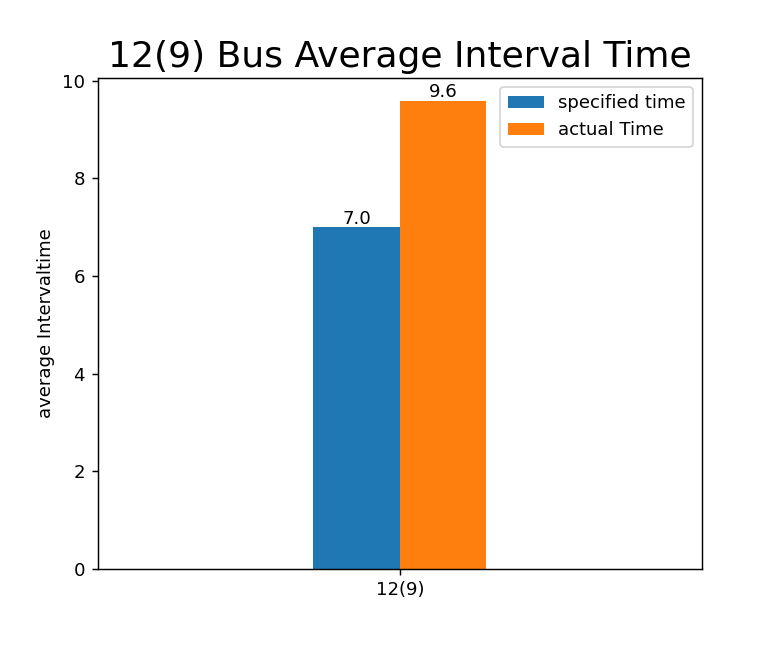 12(9) Bus Average Interval Time
specified time
actual Time
average Intervaltime
10
8
6
4
2
0
7.0
9.6
12(9)